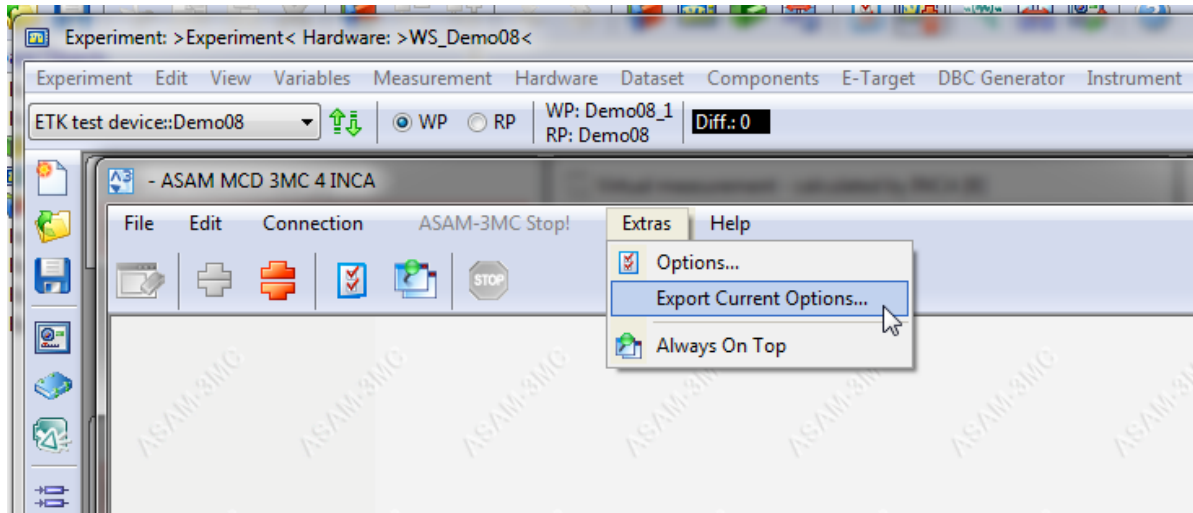 Experiment: >Experiment< Hardware: >WS_Demo08<
Experiment Edit View Variables Measurement Hardware Dataset Components E-Target DBC Generator Instrument
ETK test device::Demo08 WP RP WP: Demo08_1 Diff.: 0
RP: Demo08
- ASAM MCD 3MC 4 INCA
File Edit Connection ASAM-3MC Stop! Extras Help
STOP
Options...
Export Current Options...
Always On Top
ASAM-3MC ASAM-3MC ASAM-3MC ASAM-3MC ASAM-3MC ASAM-3MC